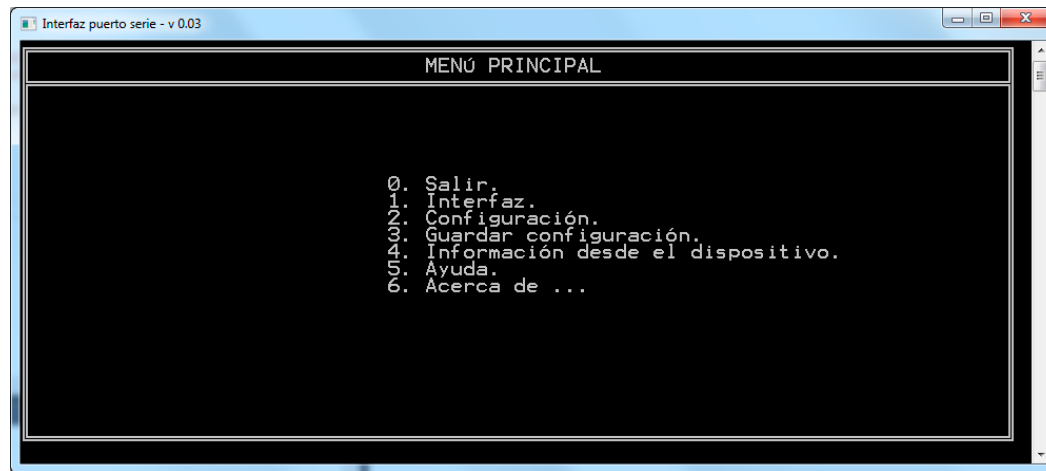 Interfaz puerto serie - v 0.03
MENÚ PRINCIPAL
0. Salir.
1. Interfaz.
2. Configuración.
3. Guardar configuración.
4. Información desde el dispositivo.
5. Ayuda.
6. Acerca de ...